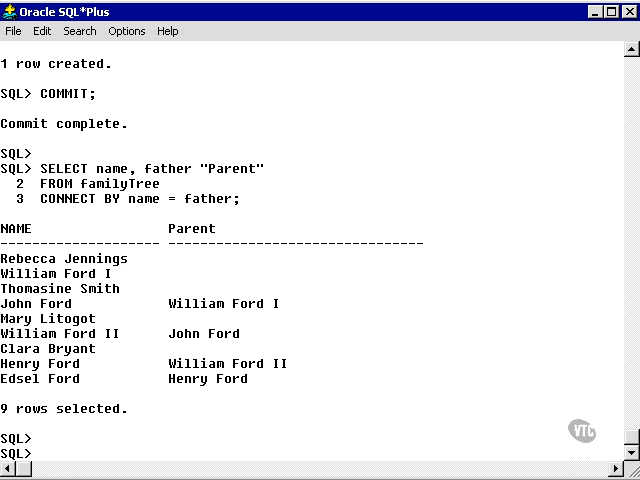 Oracle SQL*Plus
File Edit Search Options Help
1 row created.
SQL> COMMIT;
Commit complete.
SQL>
SQL> SELECT name, father "Parent"
2 FROM familyTree
3 CONNECT BY name = father;
NAME Parent
-------------------- --------------------------------
Rebecca Jennings
William Ford I
Thomasine Smith
John Ford William Ford I
Mary Litogot
William Ford II John Ford
Clara Bryant
Henry Ford William Ford II
Edsel Ford Henry Ford
9 rows selected.
VTC
SQL>
SQL>